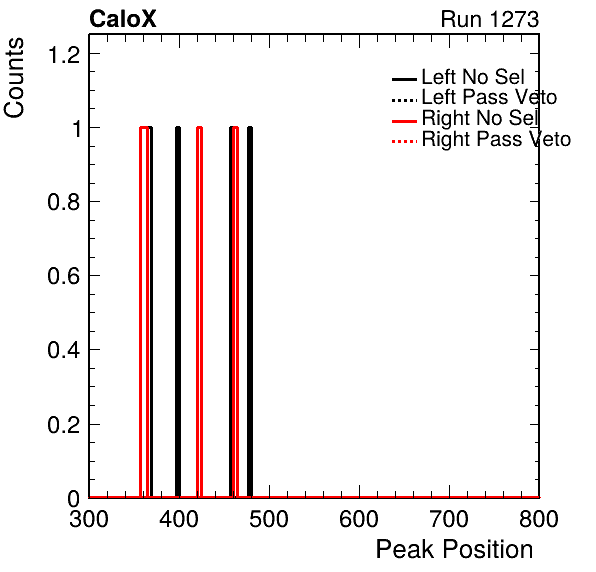 CaloX Run 1273
Counts
1.2
1
0.8
0.6
0.4
0.2
0
Left No Sel
Left Pass Veto
Right No Sel
Right Pass Veto
300 400 500 600 700 800
Peak Position